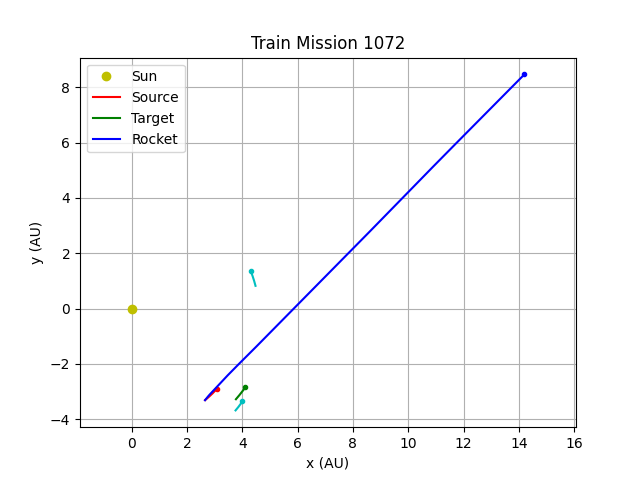 Train Mission 1072
Sun
Source
Target
Rocket
y (AU)
8
6
4
2
0
−2
−4
0
2
4
6
8
10
12
14
16
x (AU)